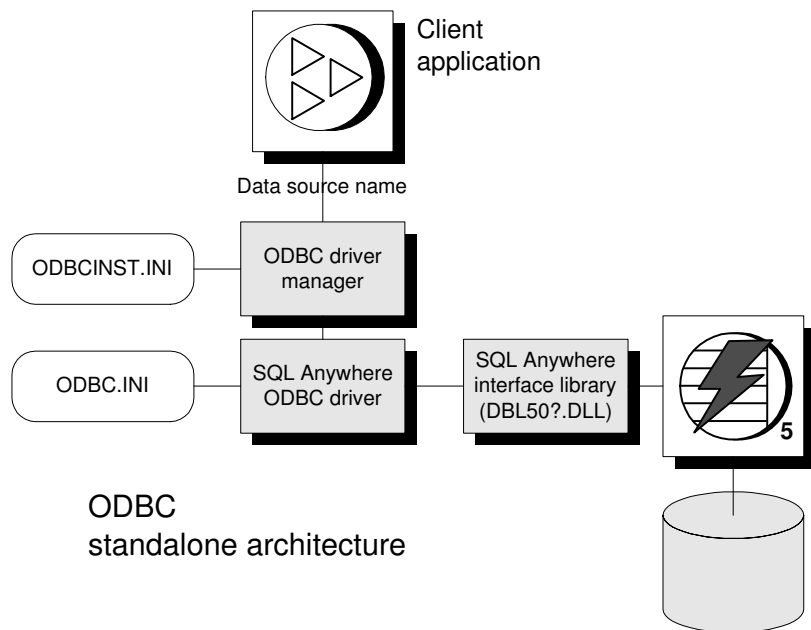 Client
application
Data source name
ODBCINST.INI
ODBC driver
manager
ODBC.INI
SQL Anywhere
ODBC driver
SQL Anywhere
interface library
(DBL50?.DLL)
5
ODBC
standalone architecture